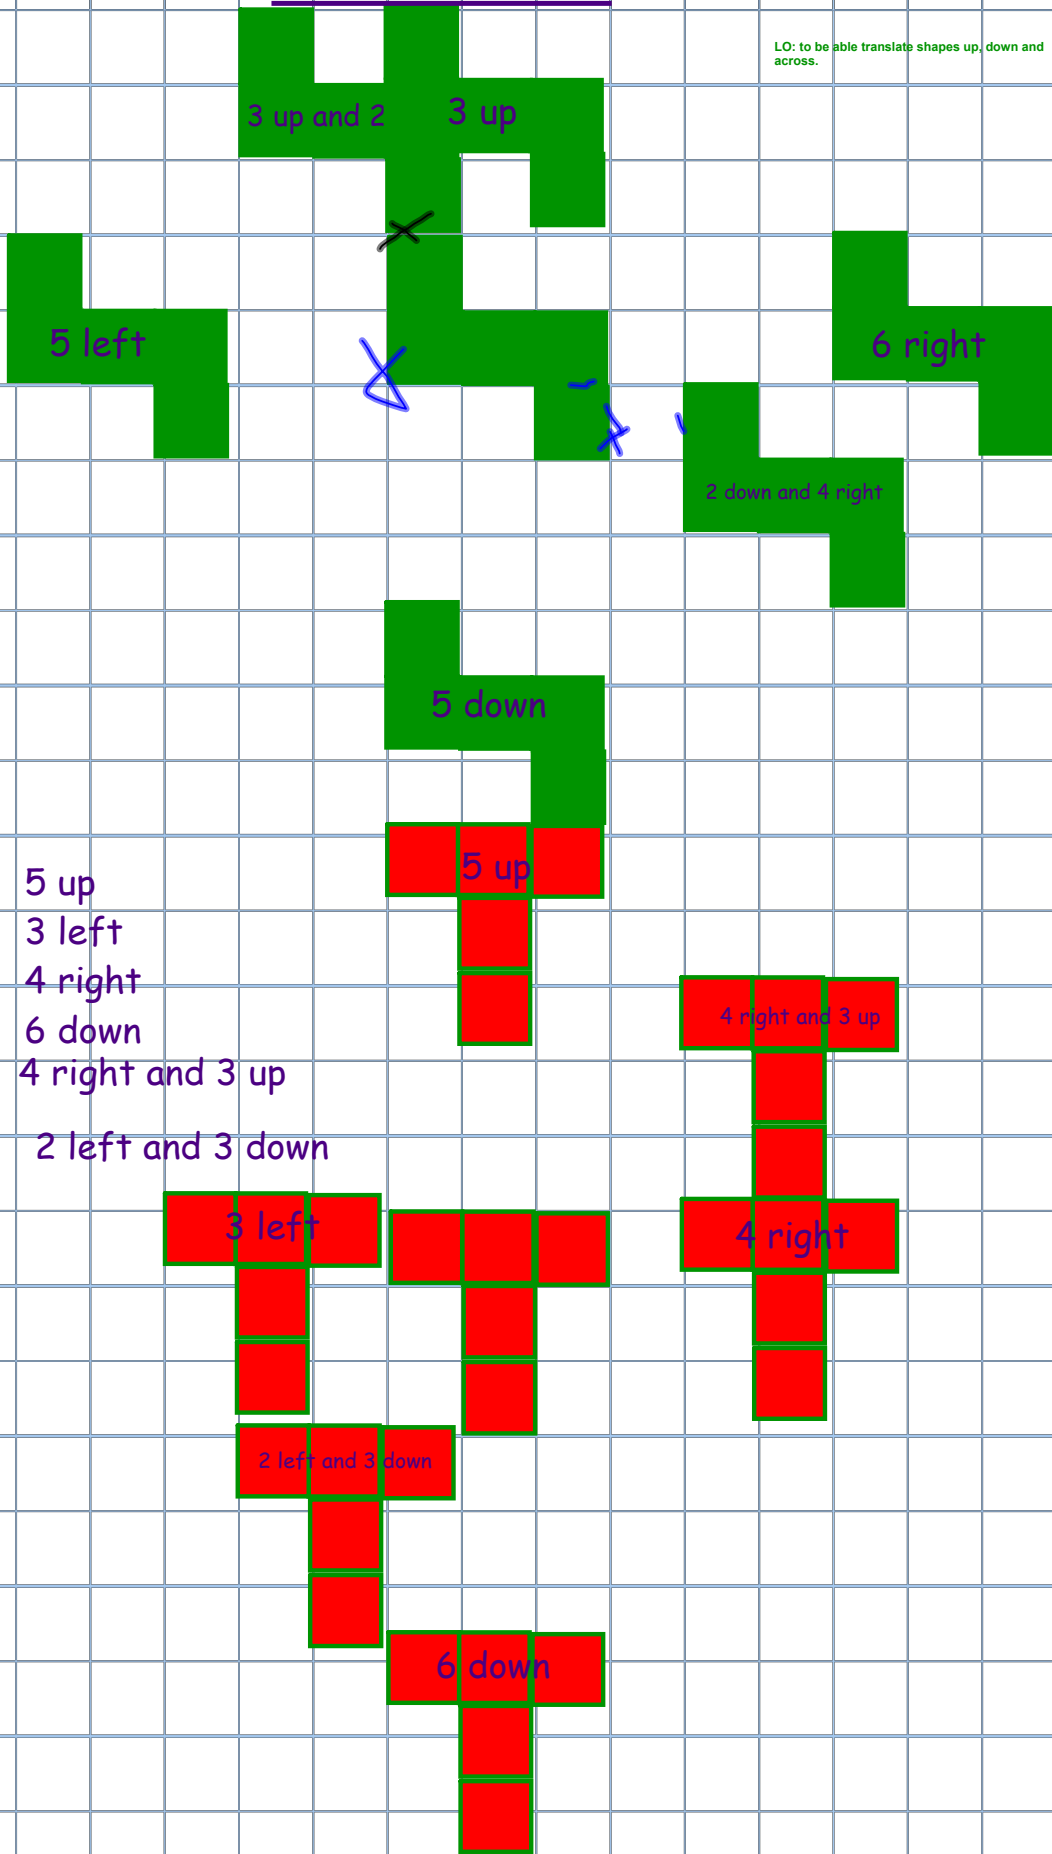 LO: to be able translate shapes up, down and
across.
3 up and 2
3 up
5 left
6 right
2 down and 4 right
5 down
5 up
5 up
3 left
4 right
6 down
4 right and 3 up
2 left and 3 down
4 right and 3 up
3 left
4 right
2 left and 3 down
6 down